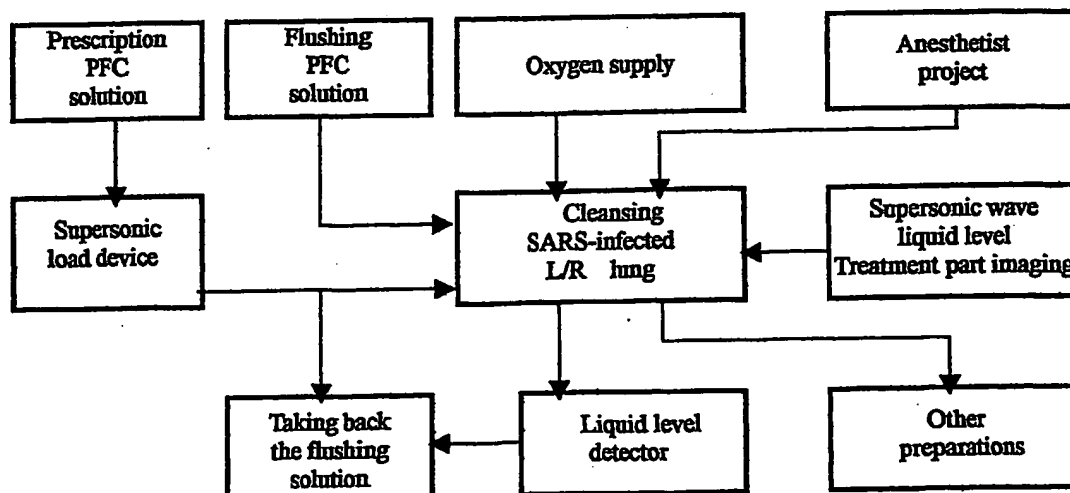 Prescription
PFC
solution
Flushing
PFC
solution
Oxygen supply
Anesthetist
project
Supersonic
load device
Cleansing
SARS-infected
L/R lung
Supersonic wave
liquid level
Treatment part imaging
Taking back
the flushing
solution
Liquid level
detector
Other
preparations